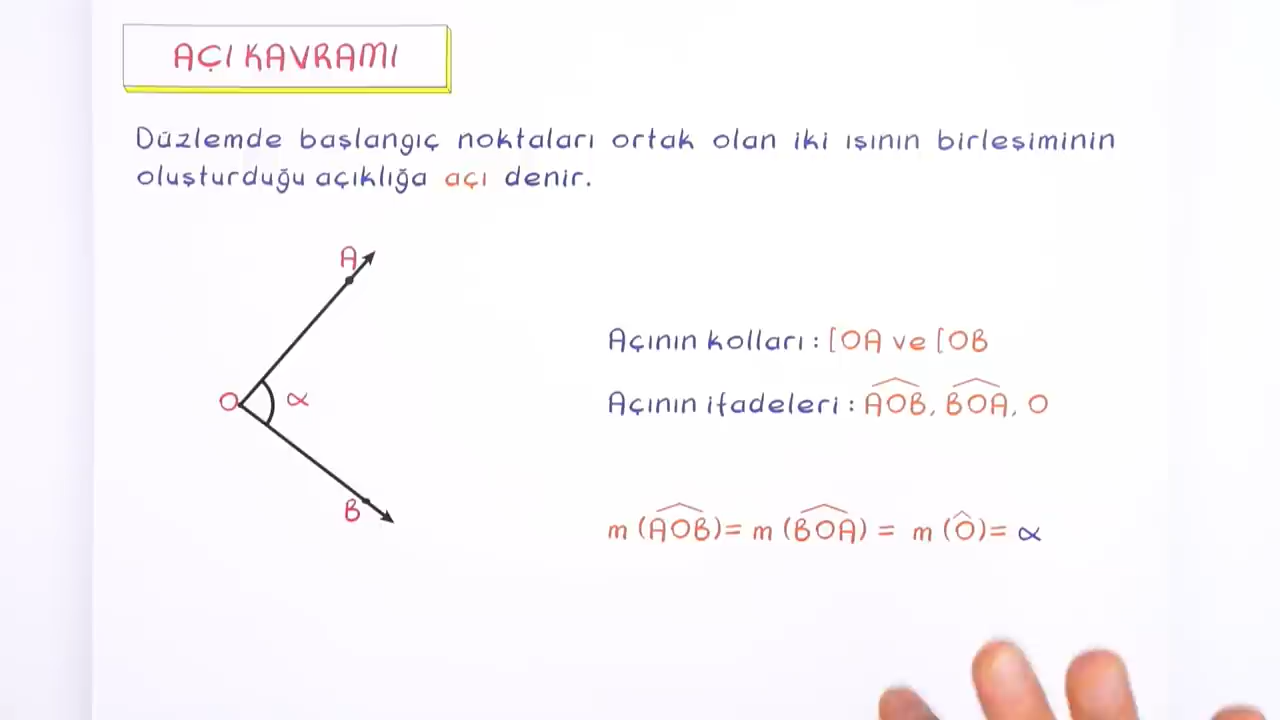 AÇI KAVRAMI
Düzlemde başlangıç noktaları ortak olan iki ışının birleşiminin
oluşturduğu açıklığa açı denir.
A
O α
B
Açının kolları : [OA ve [OB
Açının ifadeleri : AOB, BOA, O
m (AOB) = m (BOA) = m (Ô) = α